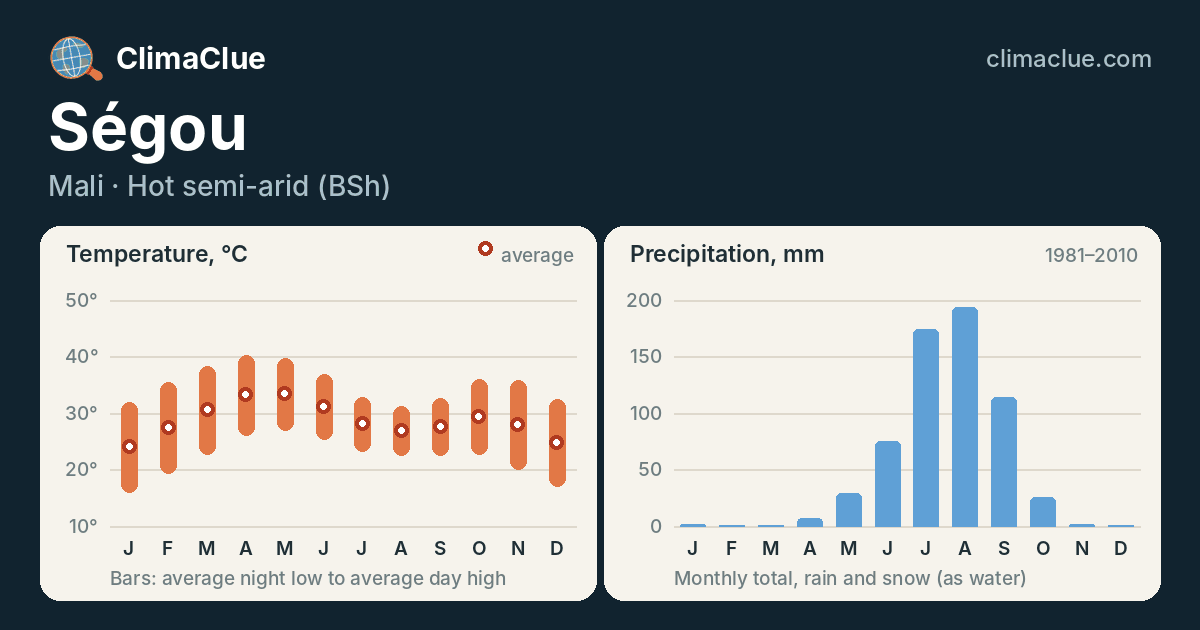 ClimaClue
climaclue.com
Ségou
Mali · Hot semi-arid (BSh)
Temperature, °C
average
50°
40°
30°
20°
10°
J F M A M J J A S O N D
Bars: average night low to average day high
Precipitation, mm
1981–2010
200
150
100
50
0
J F M A M J J A S O N D
Monthly total, rain and snow (as water)